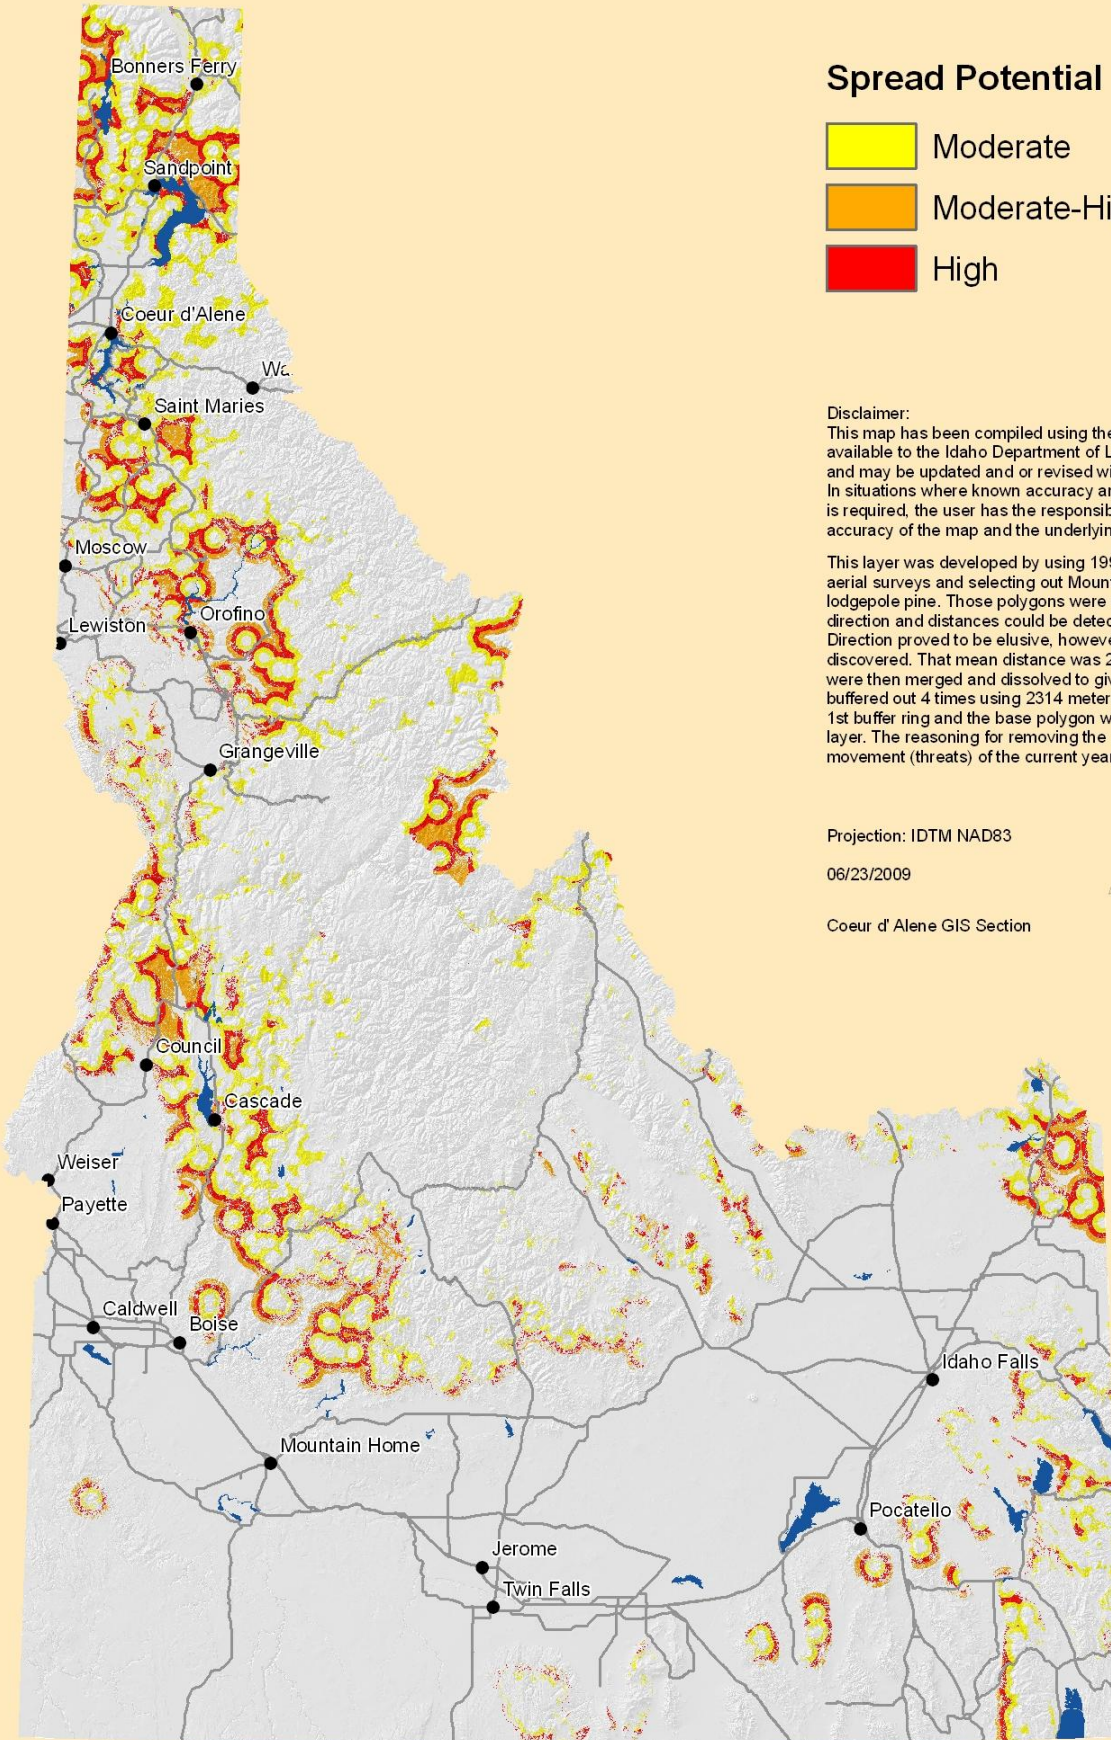 Spread Potential
Moderate
Moderate-Hi
High
Disclaimer:
This map has been compiled using the
available to the Idaho Department of L
and may be updated and or revised wi
In situations where known accuracy an
is required, the user has the responsib
accuracy of the map and the underlyin
This layer was developed by using 199
aerial surveys and selecting out Mount
lodgepole pine. Those polygons were
direction and distances could be detec
Direction proved to be elusive, howeve
discovered. That mean distance was 2
were then merged and dissolved to giv
buffered out 4 times using 2314 meter
1st buffer ring and the base polygon w
layer. The reasoning for removing the
movement (threats) of the current year
Projection: IDTM NAD83
06/23/2009
Coeur d' Alene GIS Section
Bonners Ferry
Sandpoint
Coeur d'Alene
Wa
Saint Maries
Moscow
Orofino
Lewiston
Grangeville
Council
Cascade
Weiser
Payette
Caldwell
Boise
Idaho Falls
Mountain Home
Pocatello
Jerome
Twin Falls